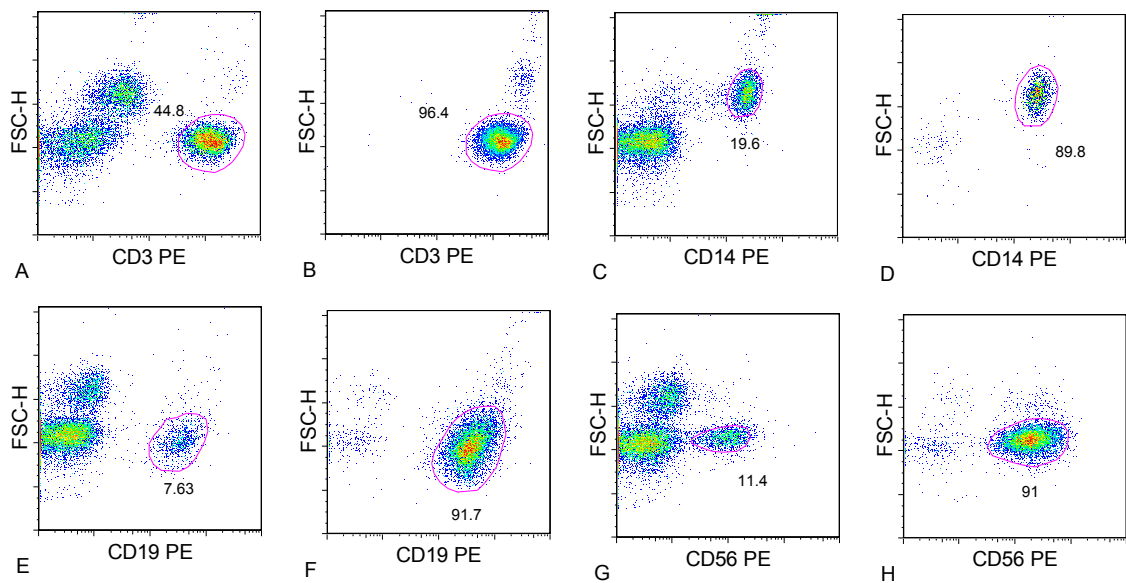 FSC-H
44.8
CD3 PE
A
FSC-H
96.4
CD3 PE
B
FSC-H
19.6
CD14 PE
C
FSC-H
89.8
CD14 PE
D
FSC-H
7.63
CD19 PE
E
FSC-H
91.7
CD19 PE
F
FSC-H
11.4
CD56 PE
G
FSC-H
91
CD56 PE
H